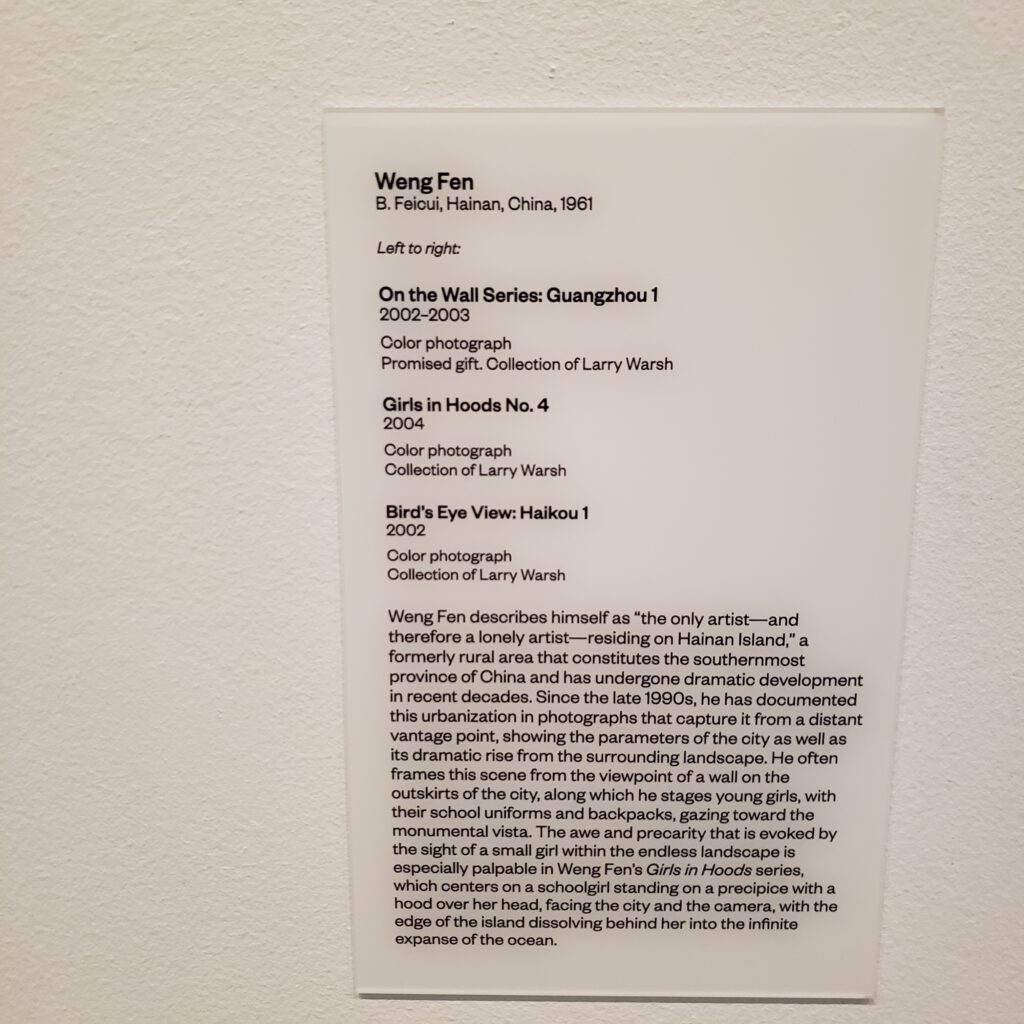 Weng Fen
B. Feicui, Hainan, China, 1961
Left to right:
On the Wall Series: Guangzhou 1
2002–2003
Color photograph
Promised gift. Collection of Larry Warsh
Girls in Hoods No. 4
2004
Color photograph
Collection of Larry Warsh
Bird’s Eye View: Haikou 1
2002
Color photograph
Collection of Larry Warsh
Weng Fen describes himself as “the only artist—and
therefore a lonely artist—residing on Hainan Island,” a
formerly rural area that constitutes the southernmost
province of China and has undergone dramatic development
in recent decades. Since the late 1990s, he has documented
this urbanization in photographs that capture it from a distant
vantage point, showing the parameters of the city as well as
its dramatic rise from the surrounding landscape. He often
frames this scene from the viewpoint of a wall on the
outskirts of the city, along which he stages young girls, with
their school uniforms and backpacks, gazing toward the
monumental vista. The awe and precarity that is evoked by
the sight of a small girl within the endless landscape is
especially palpable in Weng Fen’s Girls in Hoods series,
which centers on a schoolgirl standing on a precipice with a
hood over her head, facing the city and the camera, with the
edge of the island dissolving behind her into the infinite
expanse of the ocean.